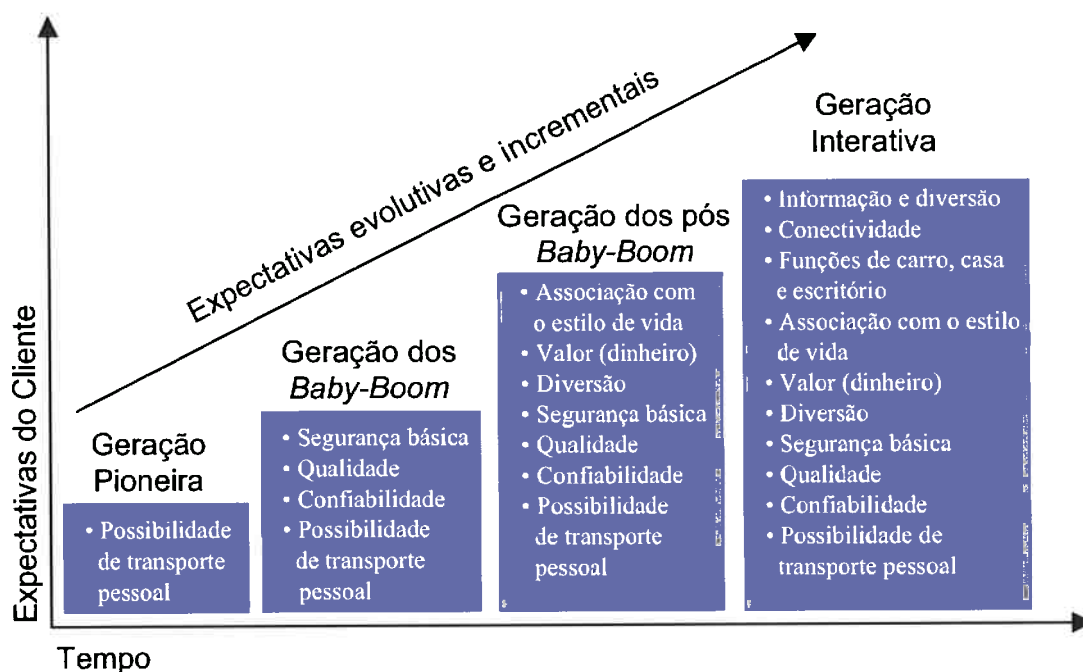 Expectativas do Cliente
Expectativas evolutivas e incrementais
Geração
Pioneira
• Possibilidade
de transporte
pessoal
Geração dos
Baby-Boom
• Segurança básica
• Qualidade
• Confiabilidade
• Possibilidade
de transporte
pessoal
Geração dos pós
Baby-Boom
• Associação com
o estilo de vida
• Valor (dinheiro)
• Diversão
• Segurança básica
• Qualidade
• Confiabilidade
• Possibilidade
de transporte
pessoal
Geração
Interativa
• Informação e diversão
• Conectividade
• Funções de carro, casa
e escritório
• Associação com o estilo
de vida
• Valor (dinheiro)
• Diversão
• Segurança básica
• Qualidade
• Confiabilidade
• Possibilidade de
transporte pessoal
Tempo